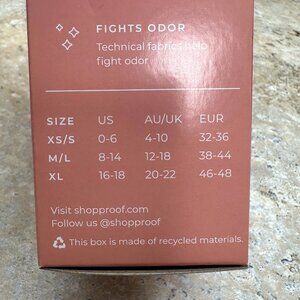 FIGHTS ODOR
Technical fabrics help
fight odor
SIZE US AU/UK EUR
XS/S 0-6 4-10 32-36
M/L 8-14 12-18 38-44
XL 16-18 20-22 46-48
Visit shopproof.com
Follow us @shopproof
This box is made of recycled materials.